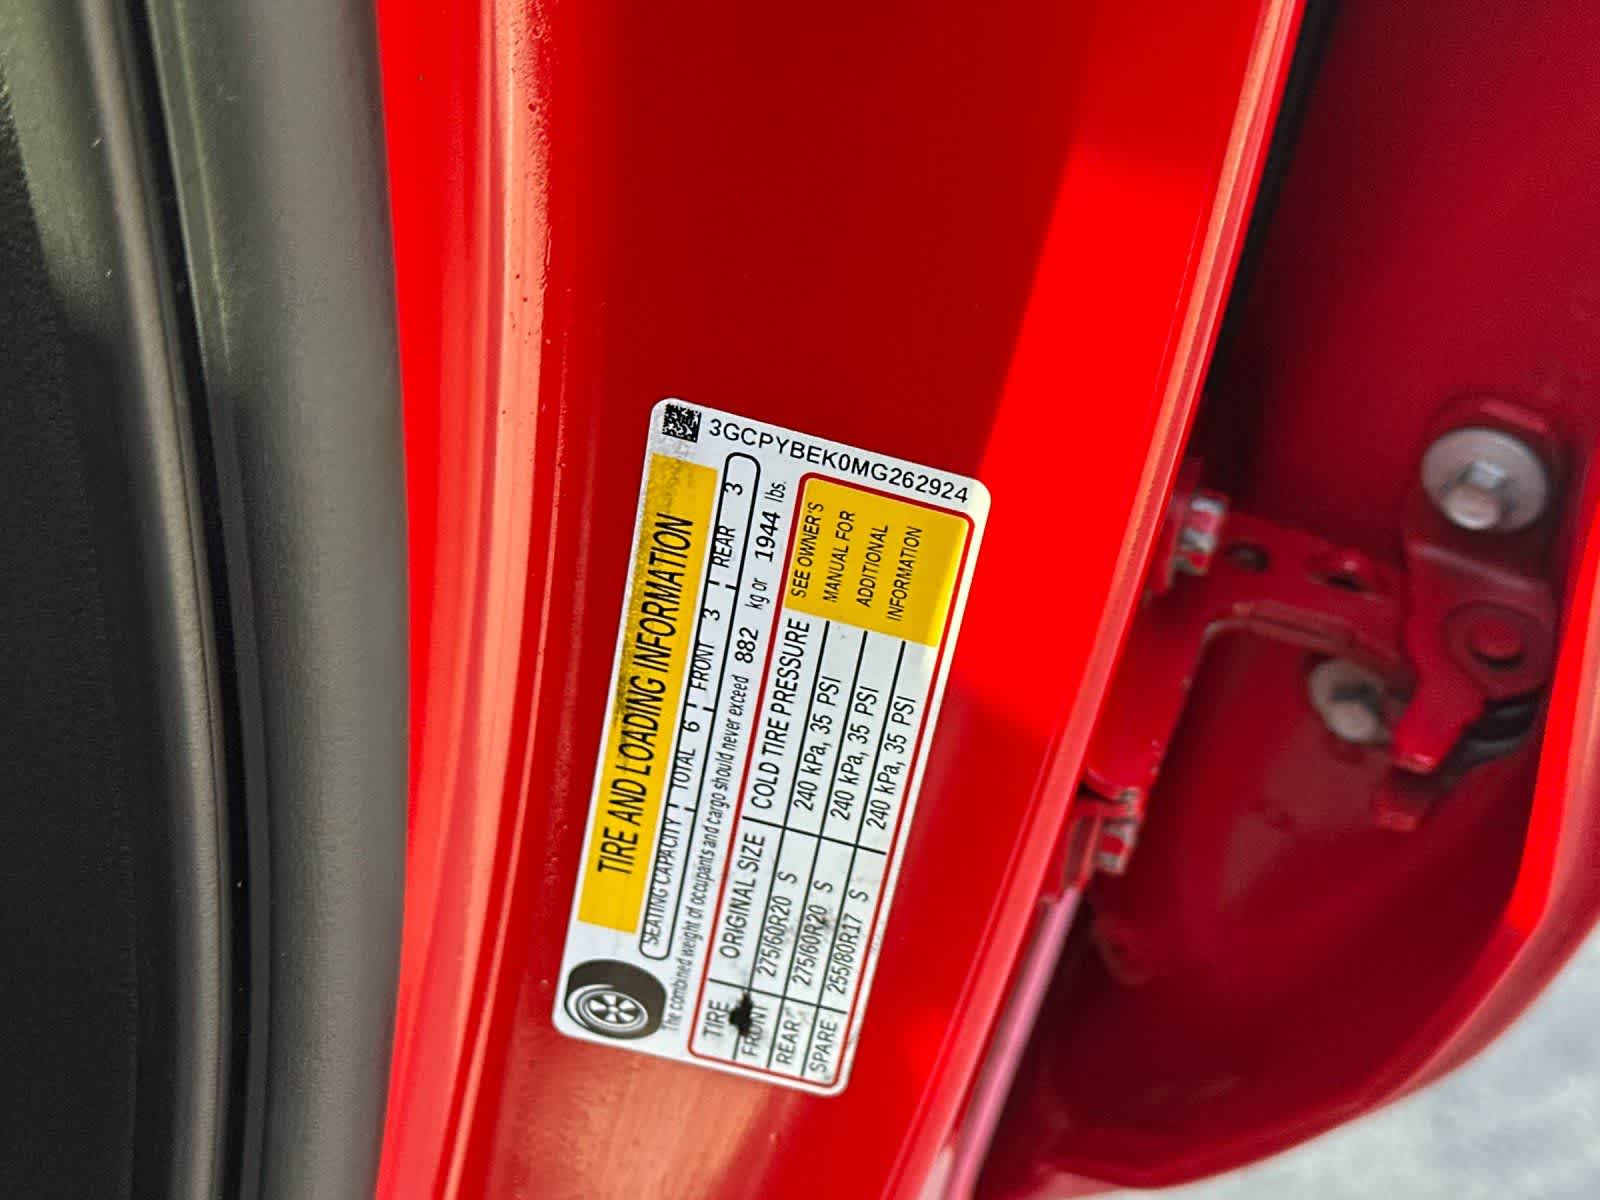 3GCPYBEK0MG262924
TIRE AND LOADING INFORMATION
SEATING CAPACITY TOTAL 6 FRONT 3 REAR 3
The combined weight of occupants and cargo should never exceed 882 kg or 1944 lbs.
TIRE ORIGINAL SIZE COLD TIRE PRESSURE
FRONT 275/60R20 S 240 kPa, 35 PSI
REAR 275/60R20 S 240 kPa, 35 PSI
SPARE 255/80R17 S 240 kPa, 35 PSI
SEE OWNER'S
MANUAL FOR
ADDITIONAL
INFORMATION